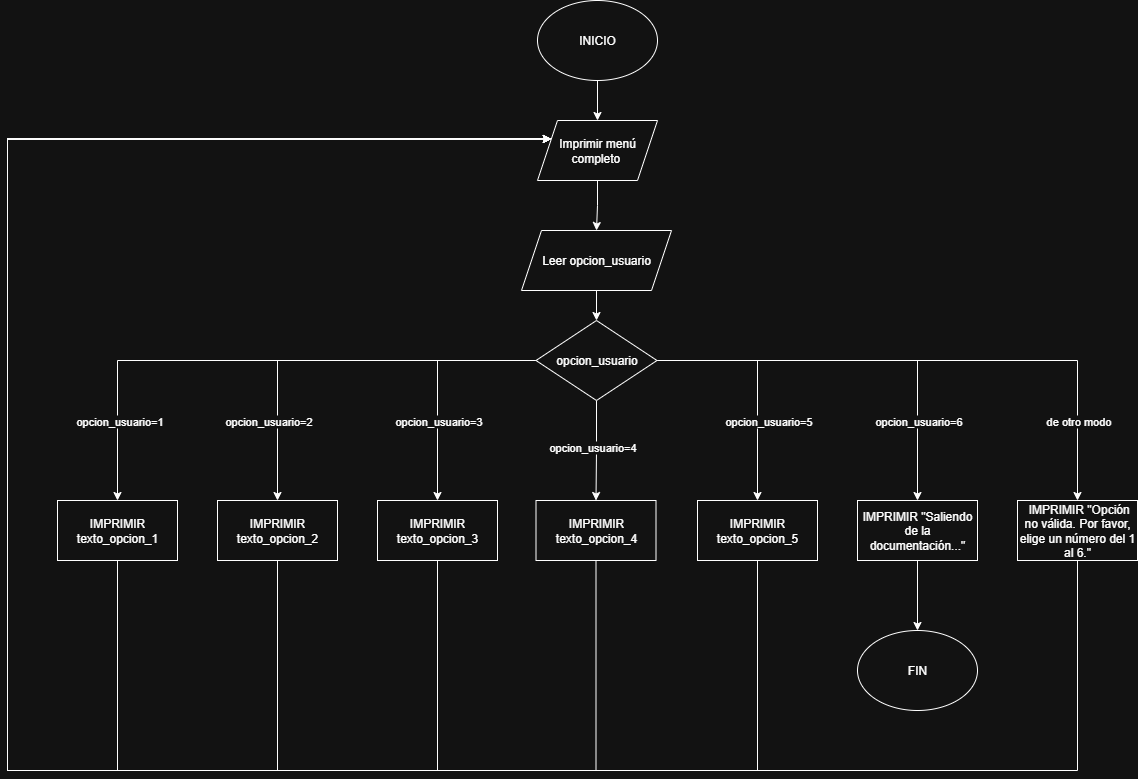 INICIO
Imprimir menú
completo
Leer opcion_usuario
opcion_usuario
opcion_usuario=1
opcion_usuario=2
opcion_usuario=3
opcion_usuario=4
opcion_usuario=5
opcion_usuario=6
de otro modo
IMPRIMIR
texto_opcion_1
IMPRIMIR
texto_opcion_2
IMPRIMIR
texto_opcion_3
IMPRIMIR
texto_opcion_4
IMPRIMIR
texto_opcion_5
IMPRIMIR "Saliendo
de la
documentación..."
IMPRIMIR "Opción
no válida. Por favor,
elige un número del 1
al 6."
FIN